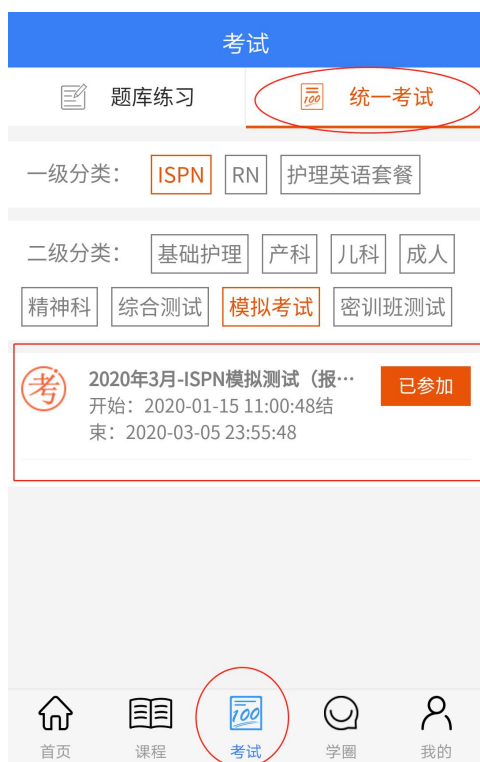 考试
题库练习 100 统一考试
一级分类： ISPN RN 护理英语套餐
二级分类： 基础护理 产科 儿科 成人
精神科 综合测试 模拟考试 密训班测试
考 2020年3月-ISPN模拟测试（报… 已参加
开始：2020-01-15 11:00:48结
束：2020-03-05 23:55:48
100
首页 课程 考试 学圈 我的